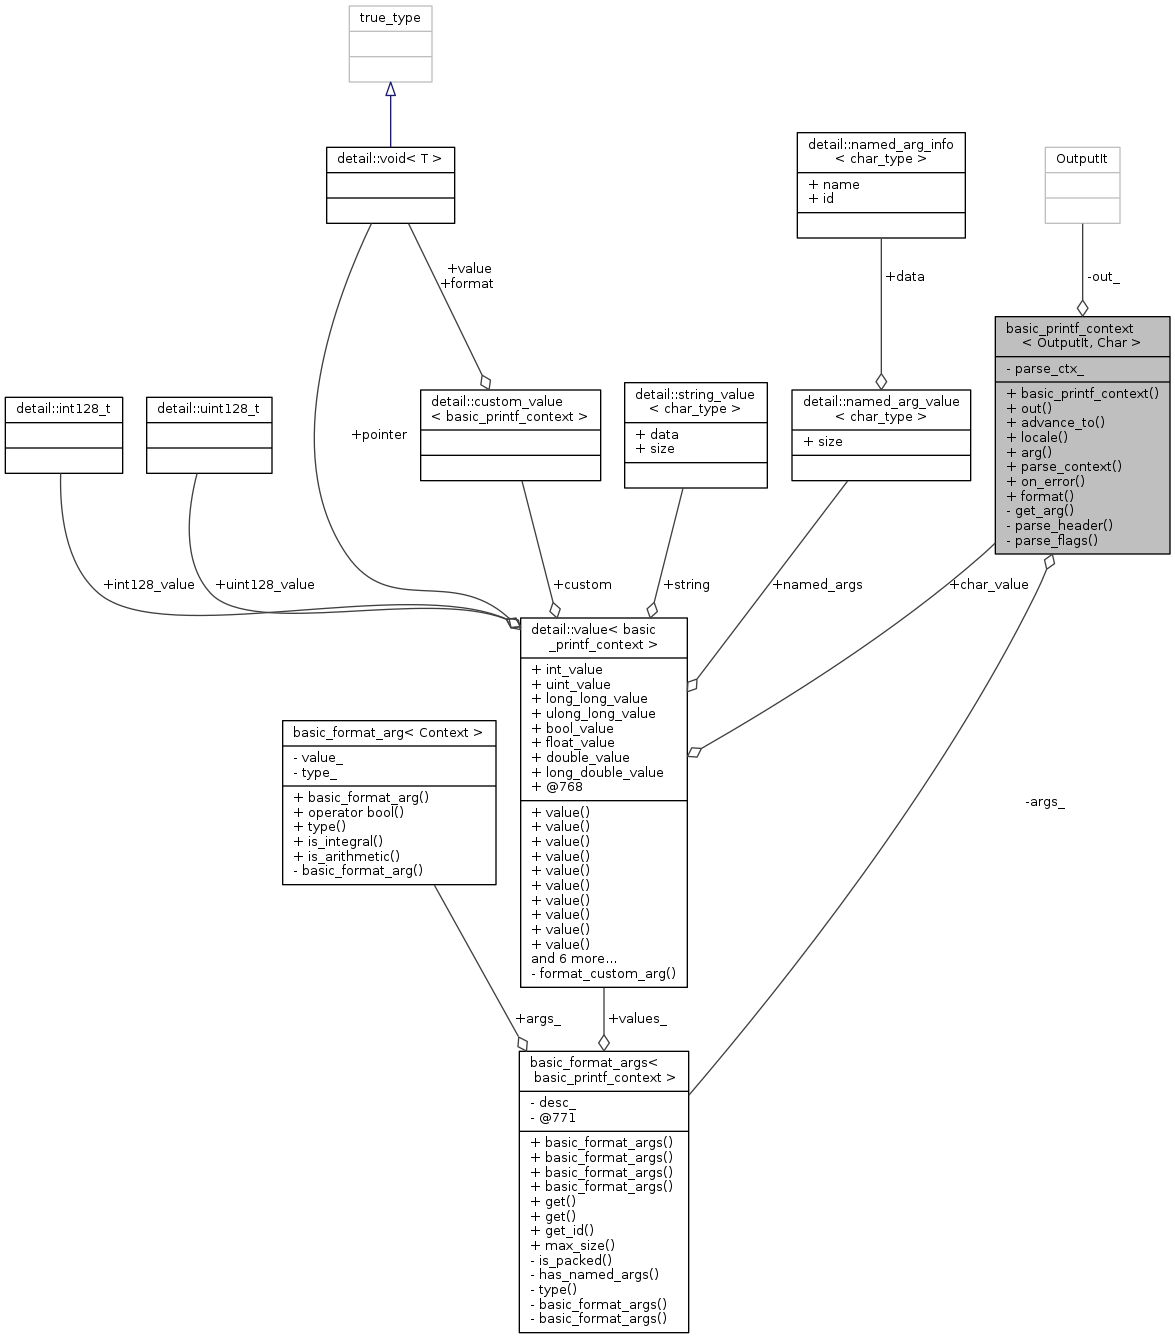 true_type
detail::void< T >
detail::named_arg_info
< char_type >
+ name
+ id
OutputIt
+value
+format
+data
-out_
basic_printf_context
< OutputIt, Char >
- parse_ctx_
+ basic_printf_context()
+ out()
+ advance_to()
+ locale()
+ arg()
+ parse_context()
+ on_error()
+ format()
- get_arg()
- parse_header()
- parse_flags()
detail::int128_t
detail::uint128_t
+pointer
detail::custom_value
< basic_printf_context >
detail::string_value
< char_type >
+ data
+ size
detail::named_arg_value
< char_type >
+ size
+int128_value
+uint128_value
+custom
+string
+named_args
+char_value
detail::value< basic
_printf_context >
+ int_value
+ uint_value
+ long_long_value
+ ulong_long_value
+ bool_value
+ float_value
+ double_value
+ long_double_value
+ @768
+ value()
+ value()
+ value()
+ value()
+ value()
+ value()
+ value()
+ value()
+ value()
+ value()
and 6 more...
- format_custom_arg()
basic_format_arg< Context >
- value_
- type_
+ basic_format_arg()
+ operator bool()
+ type()
+ is_integral()
+ is_arithmetic()
- basic_format_arg()
-args_
+args_
+values_
basic_format_args<
basic_printf_context >
- desc_
- @771
+ basic_format_args()
+ basic_format_args()
+ basic_format_args()
+ basic_format_args()
+ get()
+ get()
+ get_id()
+ max_size()
- is_packed()
- has_named_args()
- type()
- basic_format_args()
- basic_format_args()